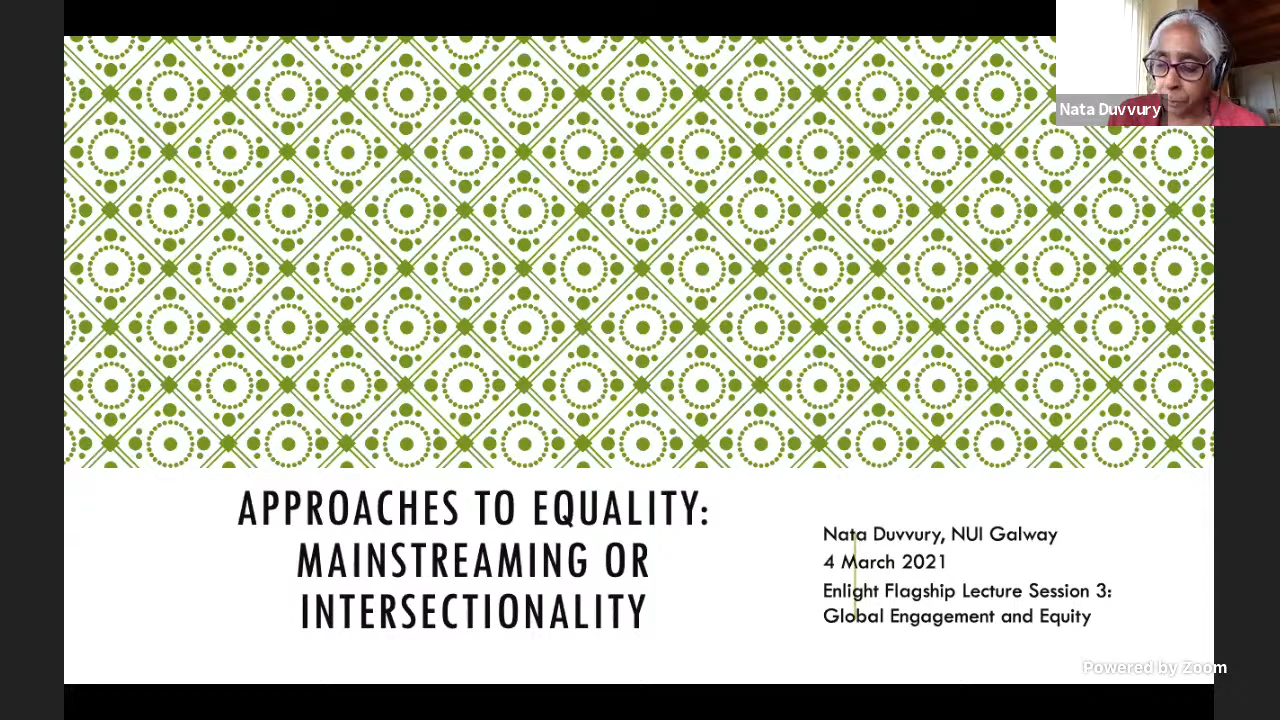 Nata Duvvury
APPROACHES TO EQUALITY:
MAINSTREAMING OR
INTERSECTIONALITY
Nata Duvvury, NUI Galway
4 March 2021
Enlight Flagship Lecture Session 3:
Global Engagement and Equity
Powered by Zoom